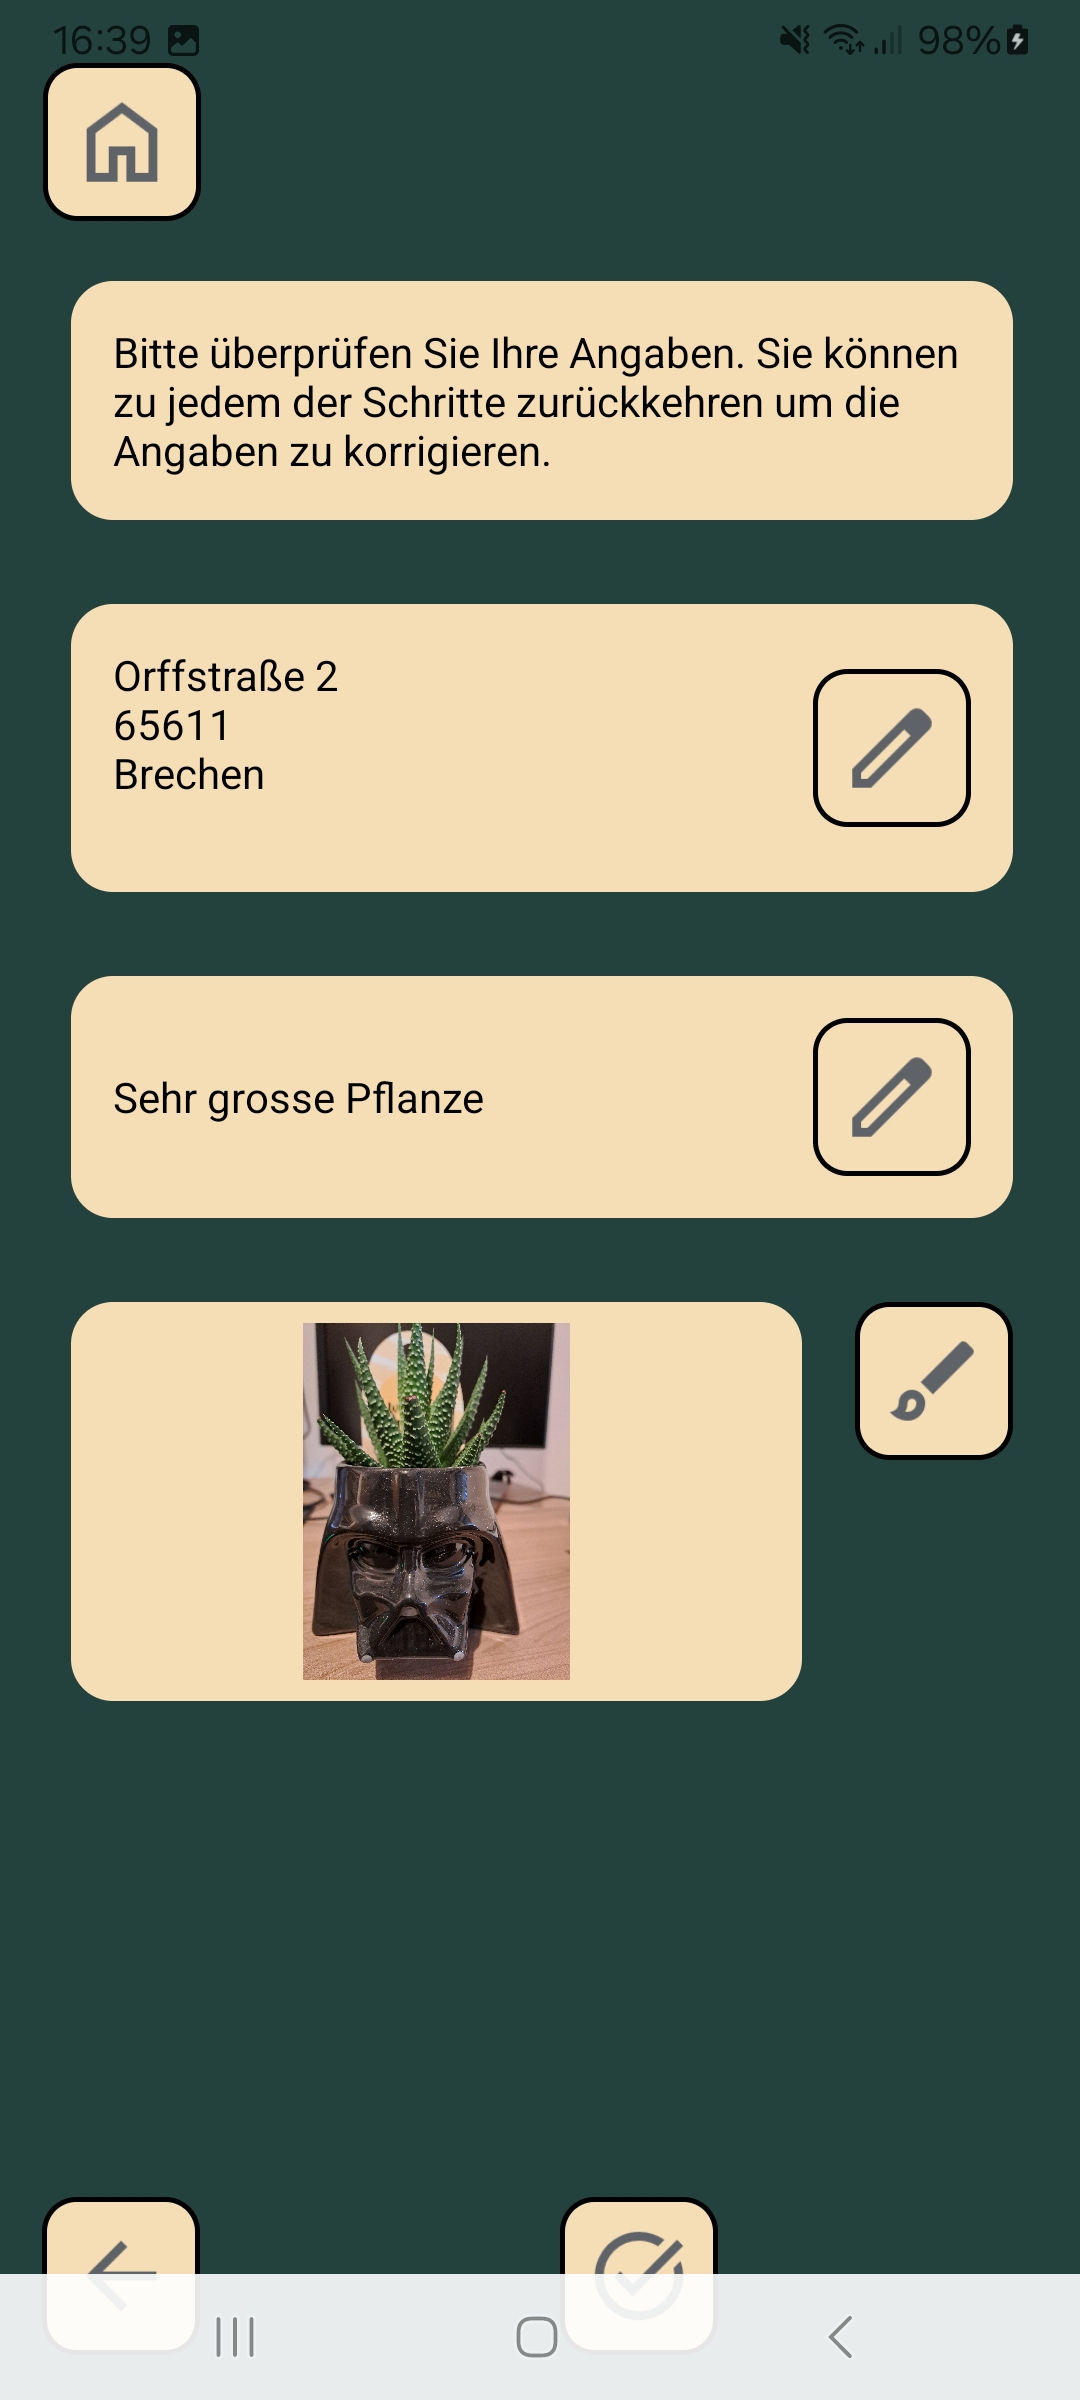 16:39
98%
Bitte überprüfen Sie Ihre Angaben. Sie können
zu jedem der Schritte zurückkehren um die
Angaben zu korrigieren.
Orffstraße 2
65611
Brechen
Sehr grosse Pflanze